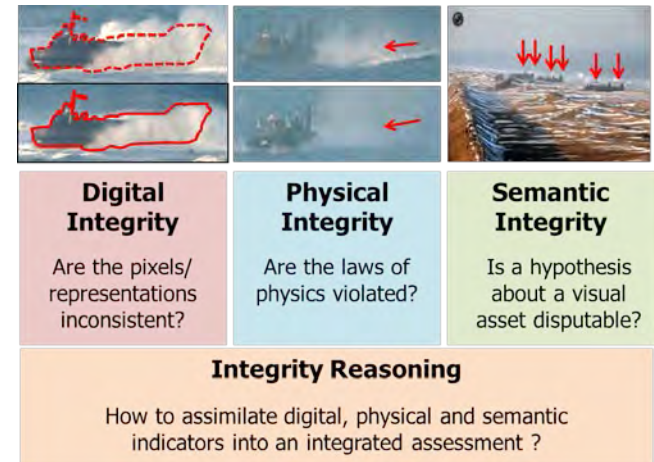 Digital
Integrity
Are the pixels/
representations
inconsistent?
Physical
Integrity
Are the laws of
physics violated?
Semantic
Integrity
Is a hypothesis
about a visual
asset disputable?
Integrity Reasoning
How to assimilate digital, physical and semantic
indicators into an integrated assessment ?